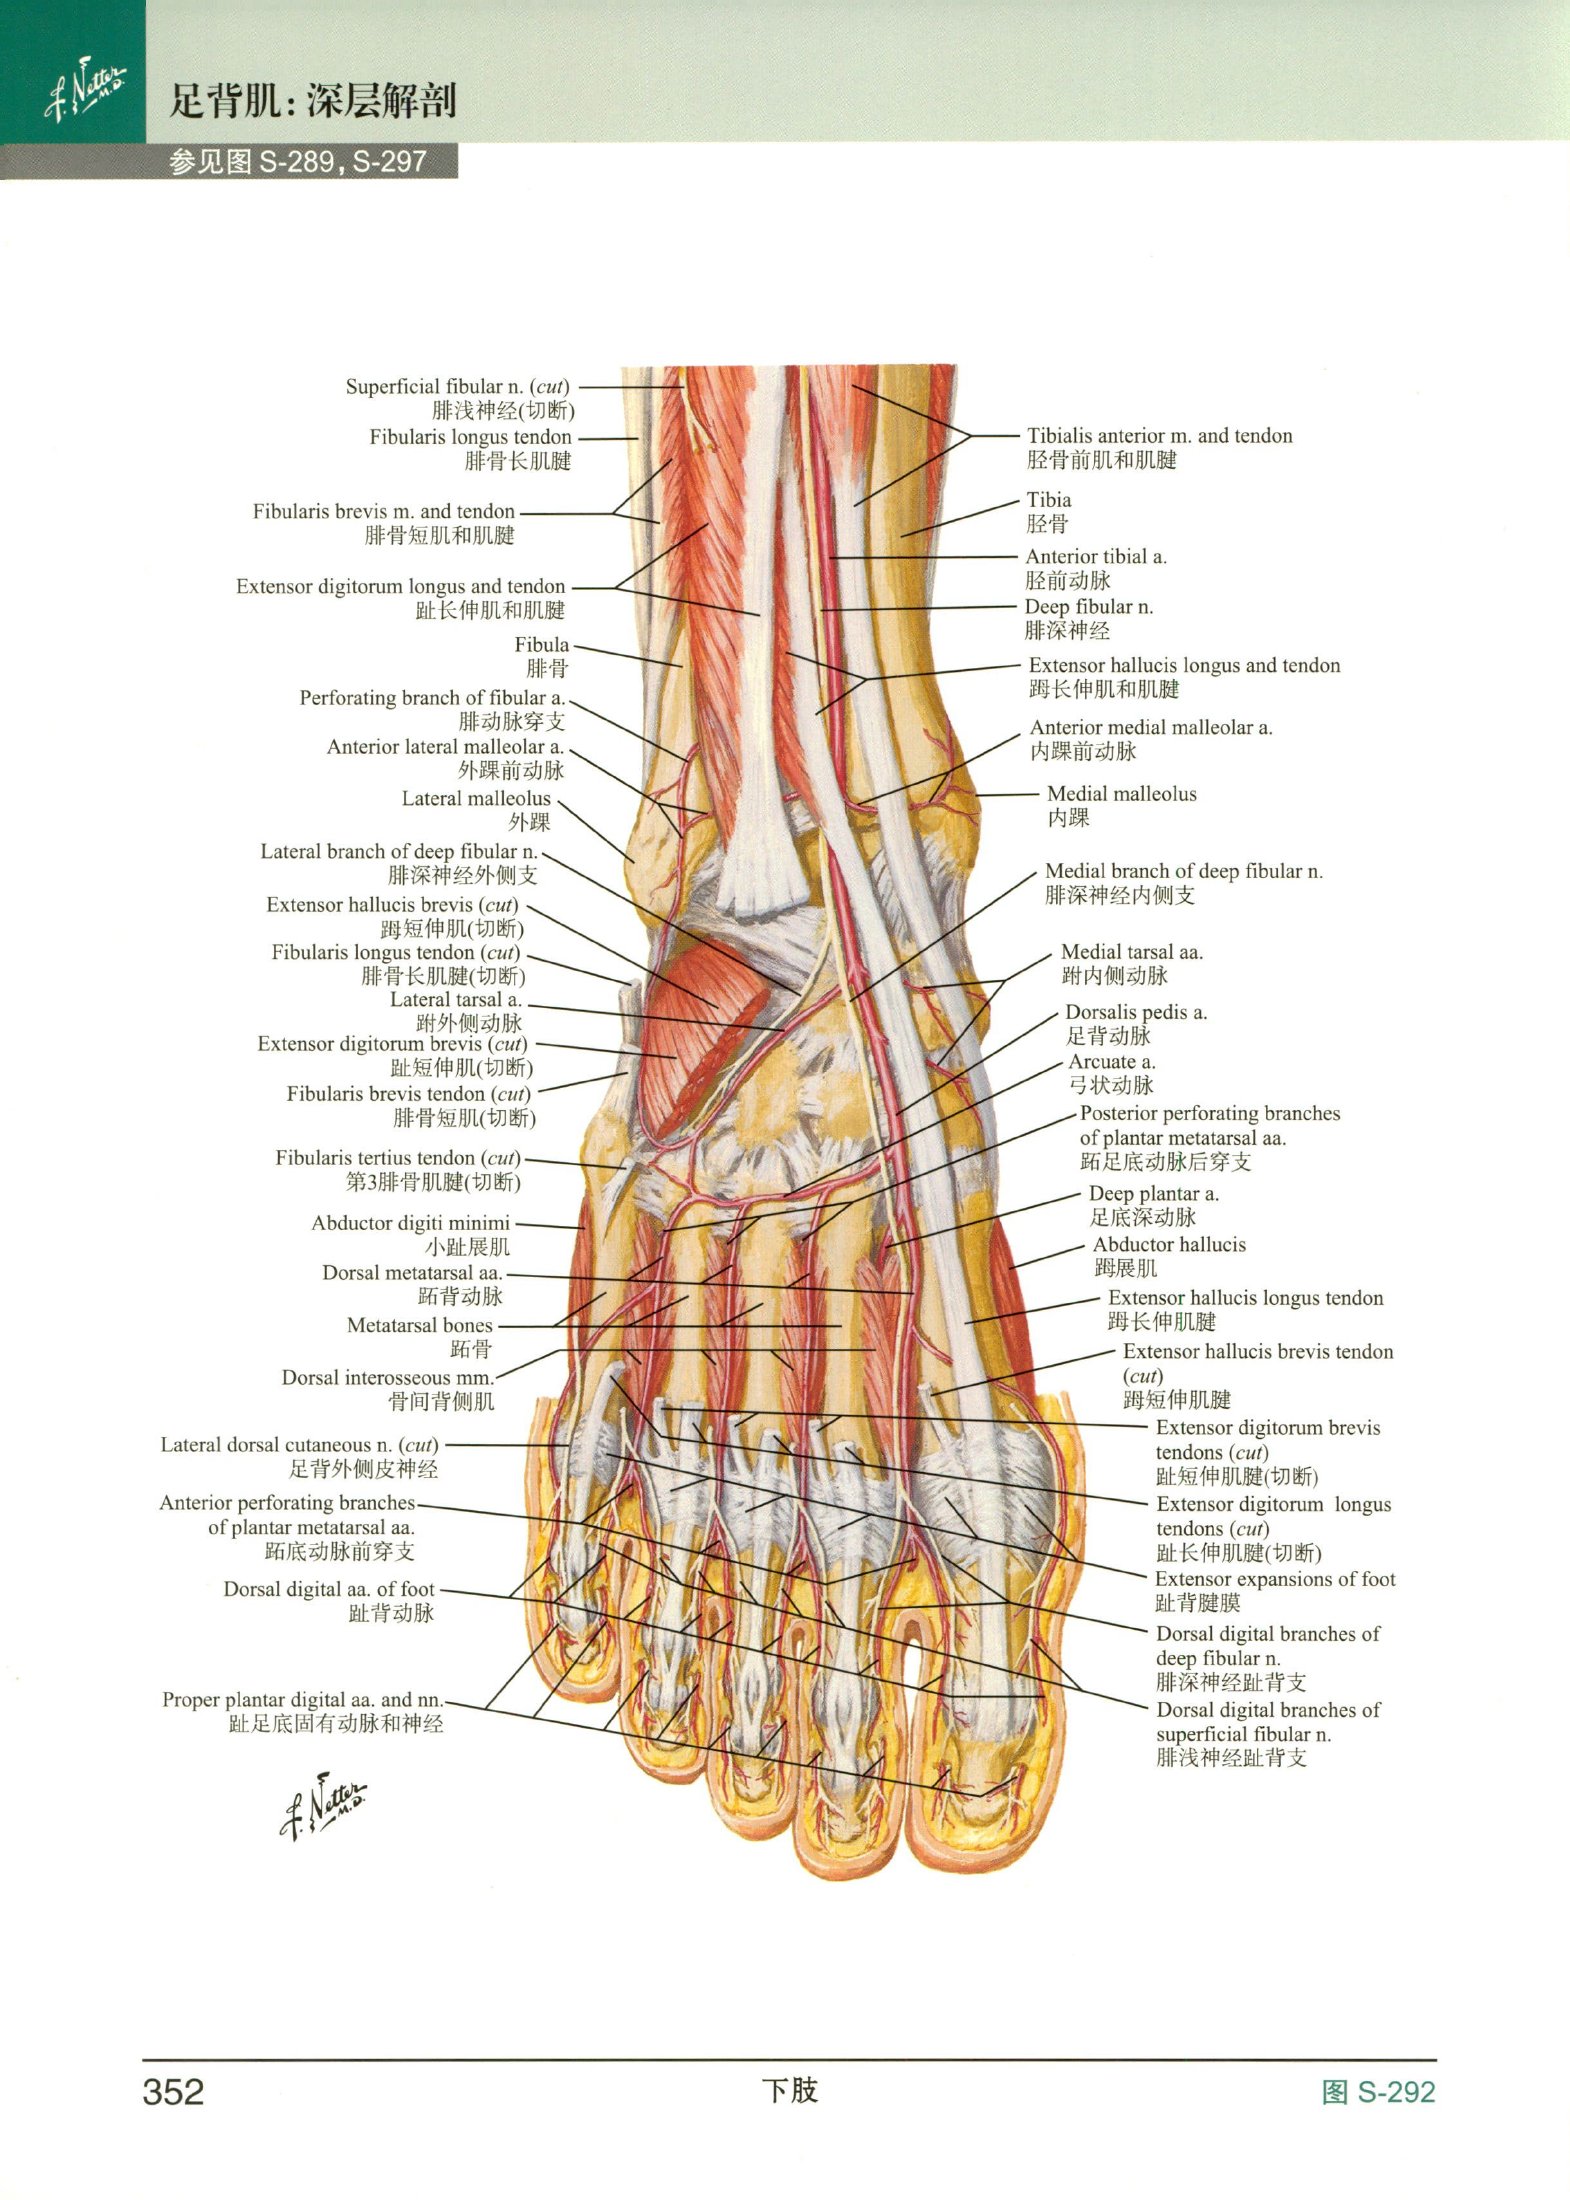 F. Netter M.D.
足背肌：深层解剖
参见图 S-289, S-297
Superficial fibular n. (cut)
腓浅神经(切断)
Fibularis longus tendon
腓骨长肌腱
Fibularis brevis m. and tendon
腓骨短肌和肌腱
Extensor digitorum longus and tendon
趾长伸肌和肌腱
Fibula
腓骨
Perforating branch of fibular a.
腓动脉穿支
Anterior lateral malleolar a.
外踝前动脉
Lateral malleolus
外踝
Lateral branch of deep fibular n.
腓深神经外侧支
Extensor hallucis brevis (cut)
踇短伸肌(切断)
Fibularis longus tendon (cut)
腓骨长肌腱(切断)
Lateral tarsal a.
跗外侧动脉
Extensor digitorum brevis (cut)
趾短伸肌(切断)
Fibularis brevis tendon (cut)
腓骨短肌(切断)
Fibularis tertius tendon (cut)
第3腓骨肌腱(切断)
Abductor digiti minimi
小趾展肌
Dorsal metatarsal aa.
跖背动脉
Metatarsal bones
跖骨
Dorsal interosseous mm.
骨间背侧肌
Lateral dorsal cutaneous n. (cut)
足背外侧皮神经
Anterior perforating branches
of plantar metatarsal aa.
跖底动脉前穿支
Dorsal digital aa. of foot
趾背动脉
Proper plantar digital aa. and nn.
趾足底固有动脉和神经
Tibialis anterior m. and tendon
胫骨前肌和肌腱
Tibia
胫骨
Anterior tibial a.
胫前动脉
Deep fibular n.
腓深神经
Extensor hallucis longus and tendon
踇长伸肌和肌腱
Anterior medial malleolar a.
内踝前动脉
Medial malleolus
内踝
Medial branch of deep fibular n.
腓深神经内侧支
Medial tarsal aa.
跗内侧动脉
Dorsalis pedis a.
足背动脉
Arcuate a.
弓状动脉
Posterior perforating branches
of plantar metatarsal aa.
跖足底动脉后穿支
Deep plantar a.
足底深动脉
Abductor hallucis
踇展肌
Extensor hallucis longus tendon
踇长伸肌腱
Extensor hallucis brevis tendon
(cut)
踇短伸肌腱
Extensor digitorum brevis
tendons (cut)
趾短伸肌腱(切断)
Extensor digitorum longus
tendons (cut)
趾长伸肌腱(切断)
Extensor expansions of foot
趾背腱膜
Dorsal digital branches of
deep fibular n.
腓深神经趾背支
Dorsal digital branches of
superficial fibular n.
腓浅神经趾背支
F. Netter M.D.
352
下肢
图 S-292